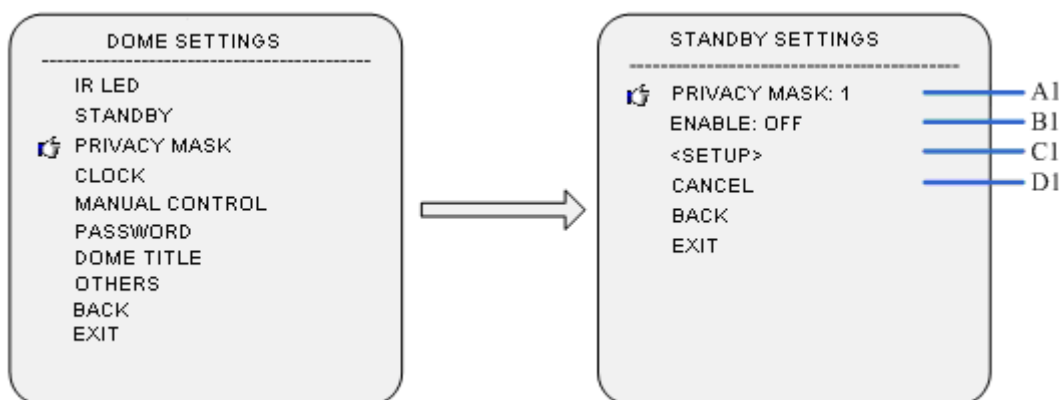 DOME SETTINGS
IR LED
STANDBY
PRIVACY MASK
CLOCK
MANUAL CONTROL
PASSWORD
DOME TITLE
OTHERS
BACK
EXIT
STANDBY SETTINGS
PRIVACY MASK: 1
A1
ENABLE: OFF
B1
<SETUP>
C1
CANCEL
D1
BACK
EXIT